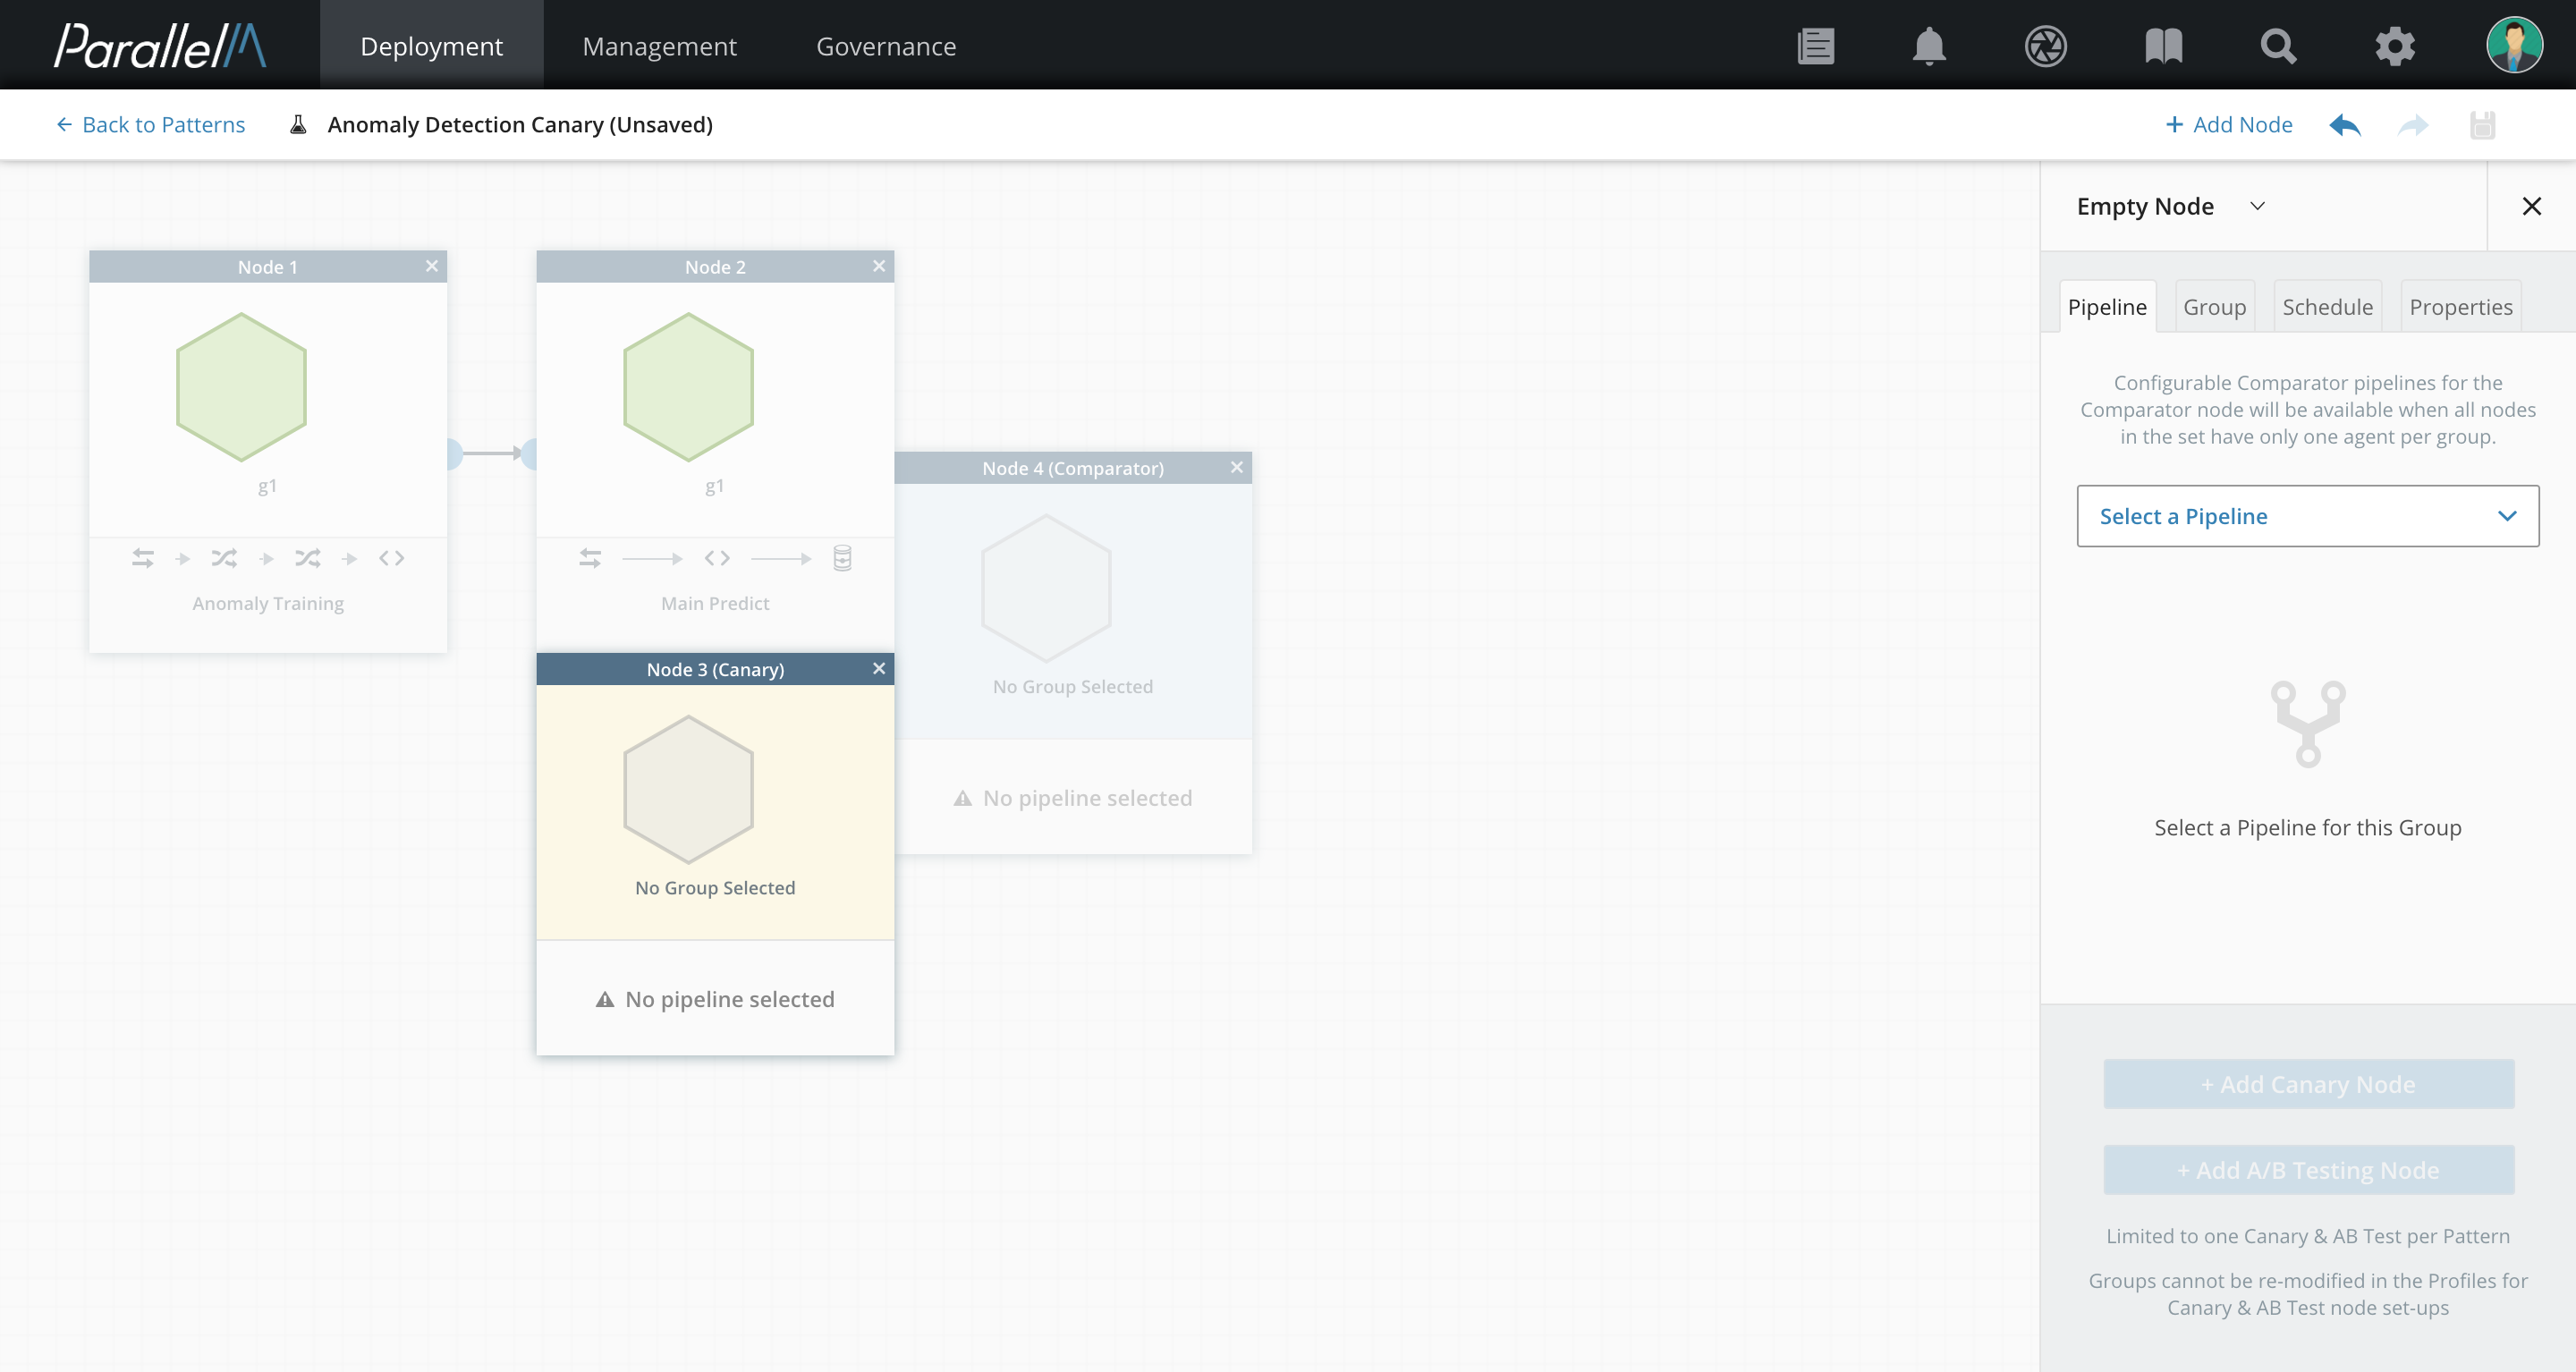 ParallelM
Deployment
Management
Governance
Back to Patterns
Anomaly Detection Canary (Unsaved)
+ Add Node
Node 1
g1
Anomaly Training
Node 2
g1
Main Predict
Node 3 (Canary)
No Group Selected
No pipeline selected
Node 4 (Comparator)
No Group Selected
No pipeline selected
Empty Node
Pipeline
Group
Schedule
Properties
Configurable Comparator pipelines for the
Comparator node will be available when all nodes
in the set have only one agent per group.
Select a Pipeline
Select a Pipeline for this Group
+ Add Canary Node
+ Add A/B Testing Node
Limited to one Canary & AB Test per Pattern
Groups cannot be re-modified in the Profiles for
Canary & AB Test node set-ups